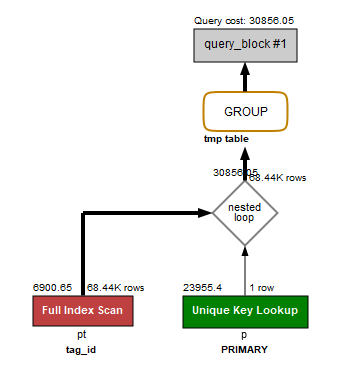 Query cost: 30856.05
query_block #1
GROUP
tmp table
30856.05
68.44K rows
nested
loop
6900.65
68.44K rows
23955.4
1 row
Full Index Scan
Unique Key Lookup
pt
p
tag_id
PRIMARY